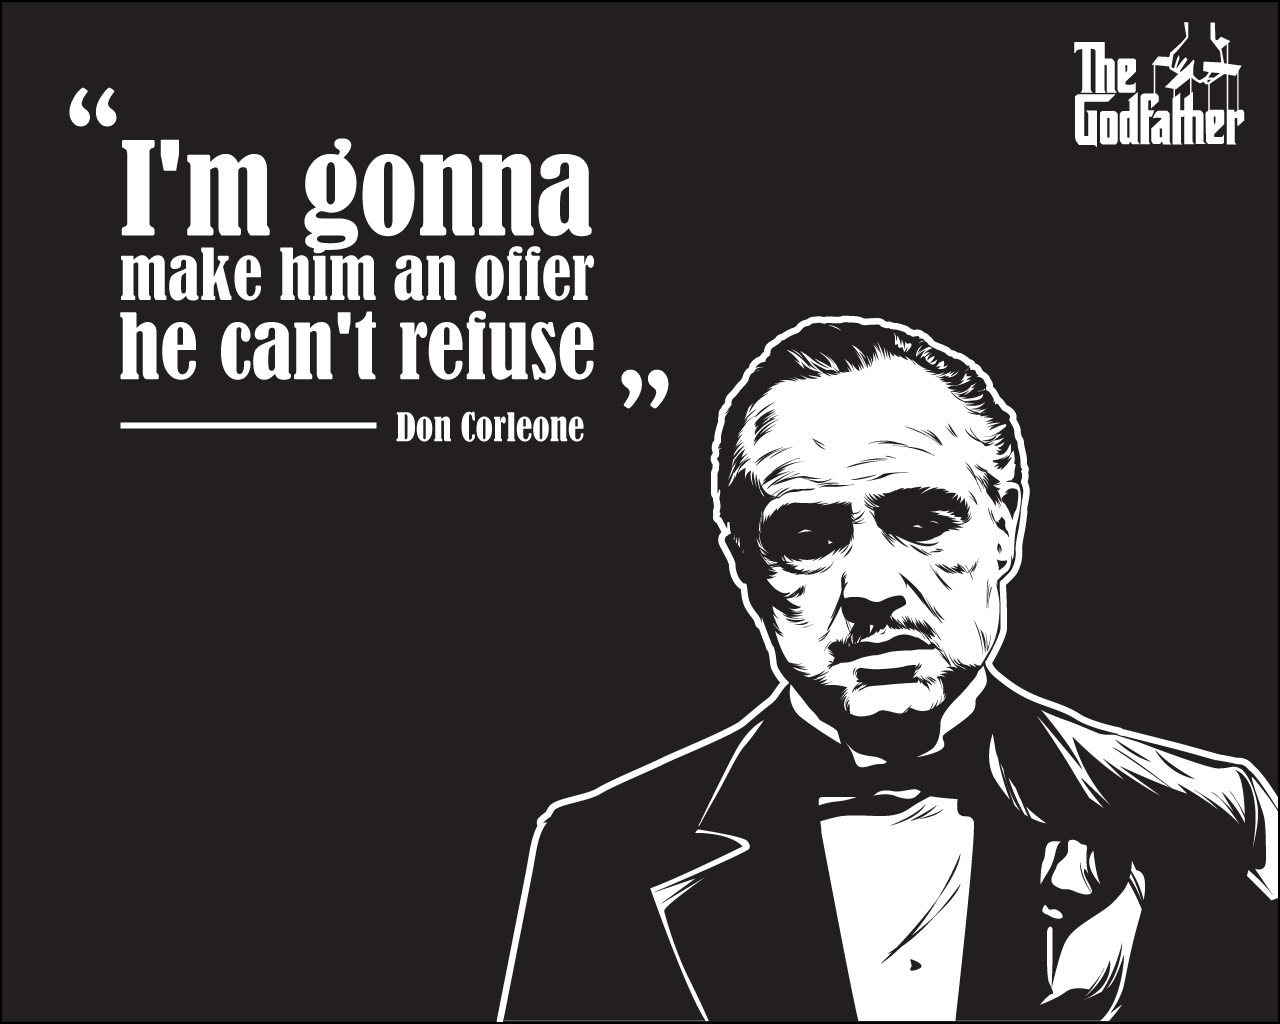 The
Godfather
“
I'm gonna
make him an offer
he can't refuse
”
Don Corleone